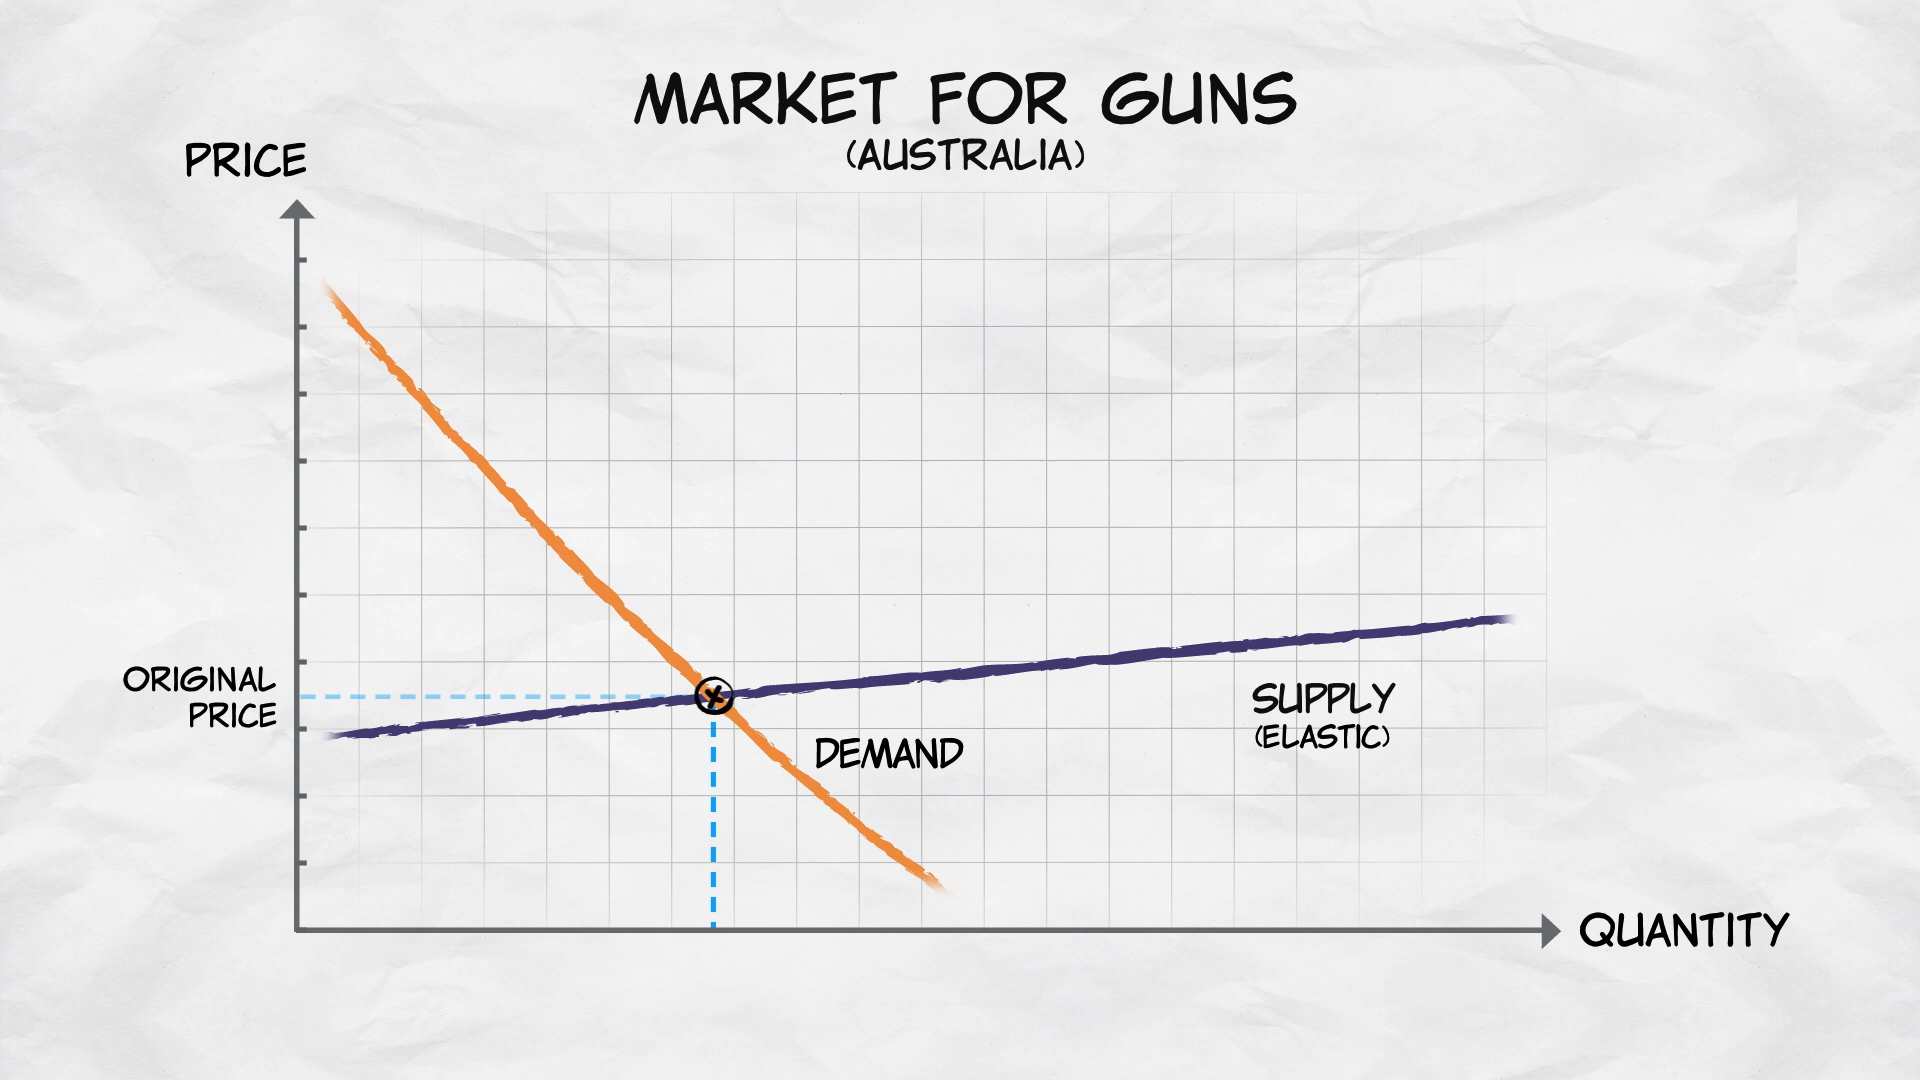 MARKET FOR GUNS
(AUSTRALIA)
PRICE
ORIGINAL
PRICE
DEMAND
SUPPLY
(ELASTIC)
QUANTITY